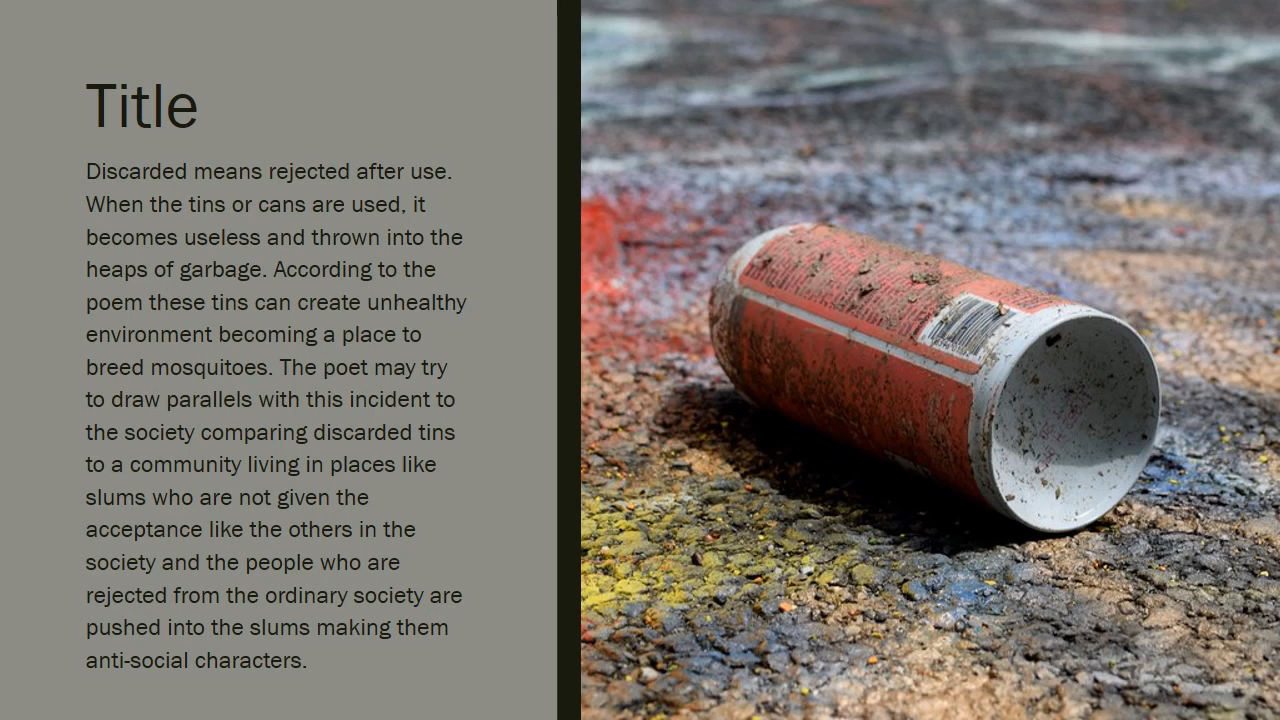 Title
Discarded means rejected after use.
When the tins or cans are used, it
becomes useless and thrown into the
heaps of garbage. According to the
poem these tins can create unhealthy
environment becoming a place to
breed mosquitoes. The poet may try
to draw parallels with this incident to
the society comparing discarded tins
to a community living in places like
slums who are not given the
acceptance like the others in the
society and the people who are
rejected from the ordinary society are
pushed into the slums making them
anti-social characters.